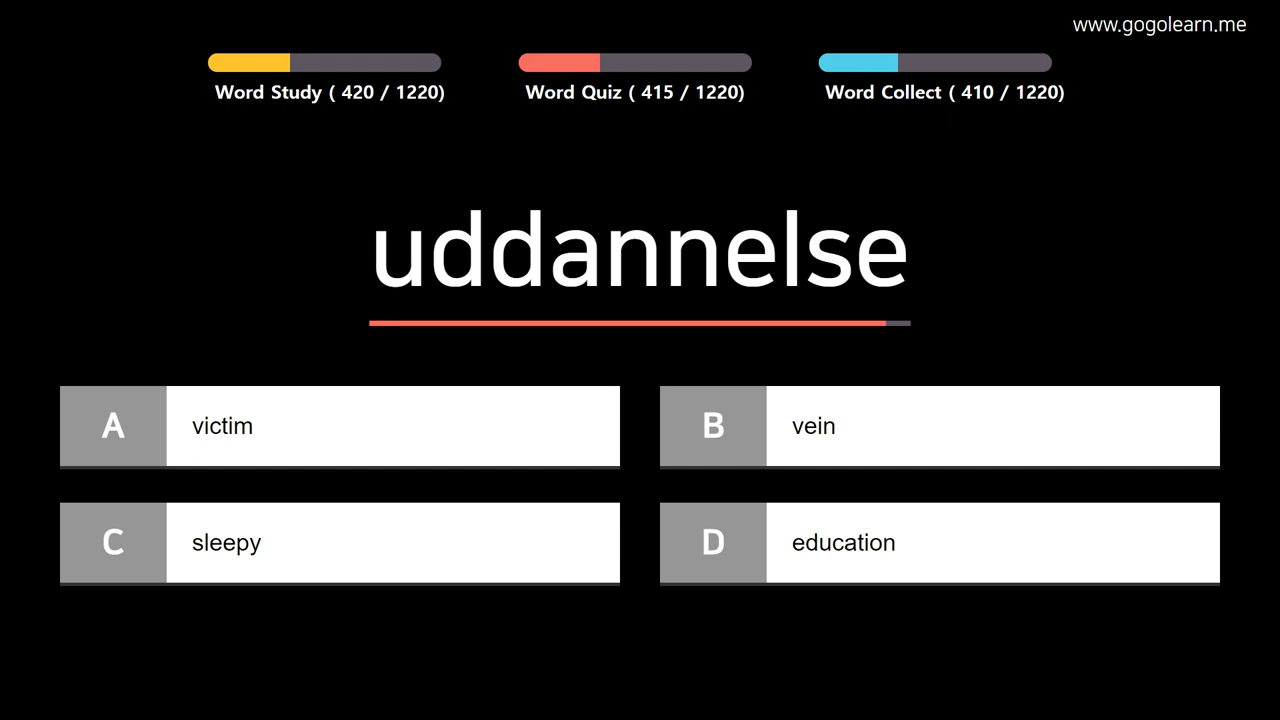 www.gogolearn.me
Word Study ( 420 / 1220)
Word Quiz ( 415 / 1220)
Word Collect ( 410 / 1220)
uddannelse
A victim
B vein
C sleepy
D education